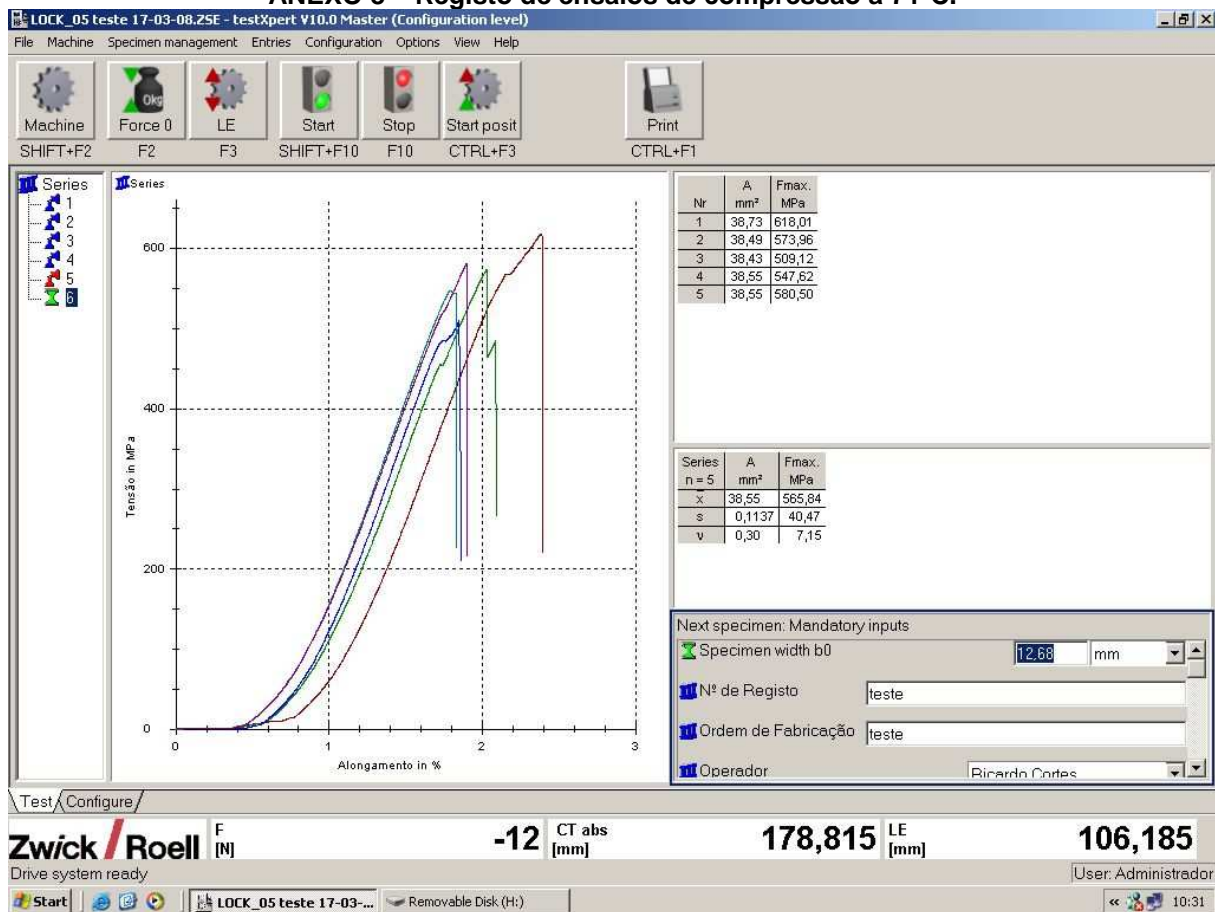 LOCK_05 teste 17-03-08.ZSE - testXpert V10.0 Master (Configuration level)
File Machine Specimen management Entries Configuration Options View Help
0kg
Machine Force 0 LE Start Stop Start posit Print
SHIFT+F2 F2 F3 SHIFT+F10 F10 CTRL+F3 CTRL+F1
Series
1
2
3
4
5
6
Series
600
400
200
0
Tensão in MPa
0 1 2 3
Alongamento in %
A Fmax.
Nr mm² MPa
1 38,73 618,01
2 38,49 573,96
3 38,43 509,12
4 38,55 547,62
5 38,55 580,50
Series A Fmax.
n = 5 mm² MPa
x 38,55 565,84
s 0,1137 40,47
v 0,30 7,15
Next specimen: Mandatory inputs
Specimen width b0 12,68 mm
Nº de Registo teste
Ordem de Fabricação teste
Operador Ricardo Cortes
Test Configure
Zwick / Roell F [N] -12 CT abs [mm] 178,815 LE [mm] 106,185
Drive system ready User: Administrador
Start LOCK_05 teste 17-03-... Removable Disk (H:) « 10:31